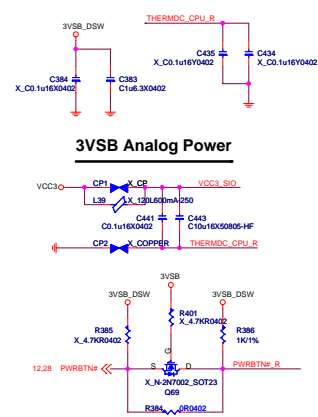 3VSB_DSW
THERMDC_CPU_R
C384
X_C0.1u16X0402
C383
C1u6.3X0402
C435
X_C0.1u16Y0402
C434
X_C0.1u16Y0402
3VSB Analog Power
VCC3
CP1
X_CP
VCC3_SIO
L39
X_120L600mA-250
C441
C0.1u16X0402
C443
C10u16X50805-HF
CP2
X_COPPER
THERMDC_CPU_R
3VSB
3VSB_DSW
3VSB_DSW
R401
X_4.7KR0402
R385
X_4.7KR0402
R386
1K/1%
G
S
D
12,28 PWRBTN#
PWRBTN#_R
X_N-2N7002_SOT23
Q69
R384
0R0402